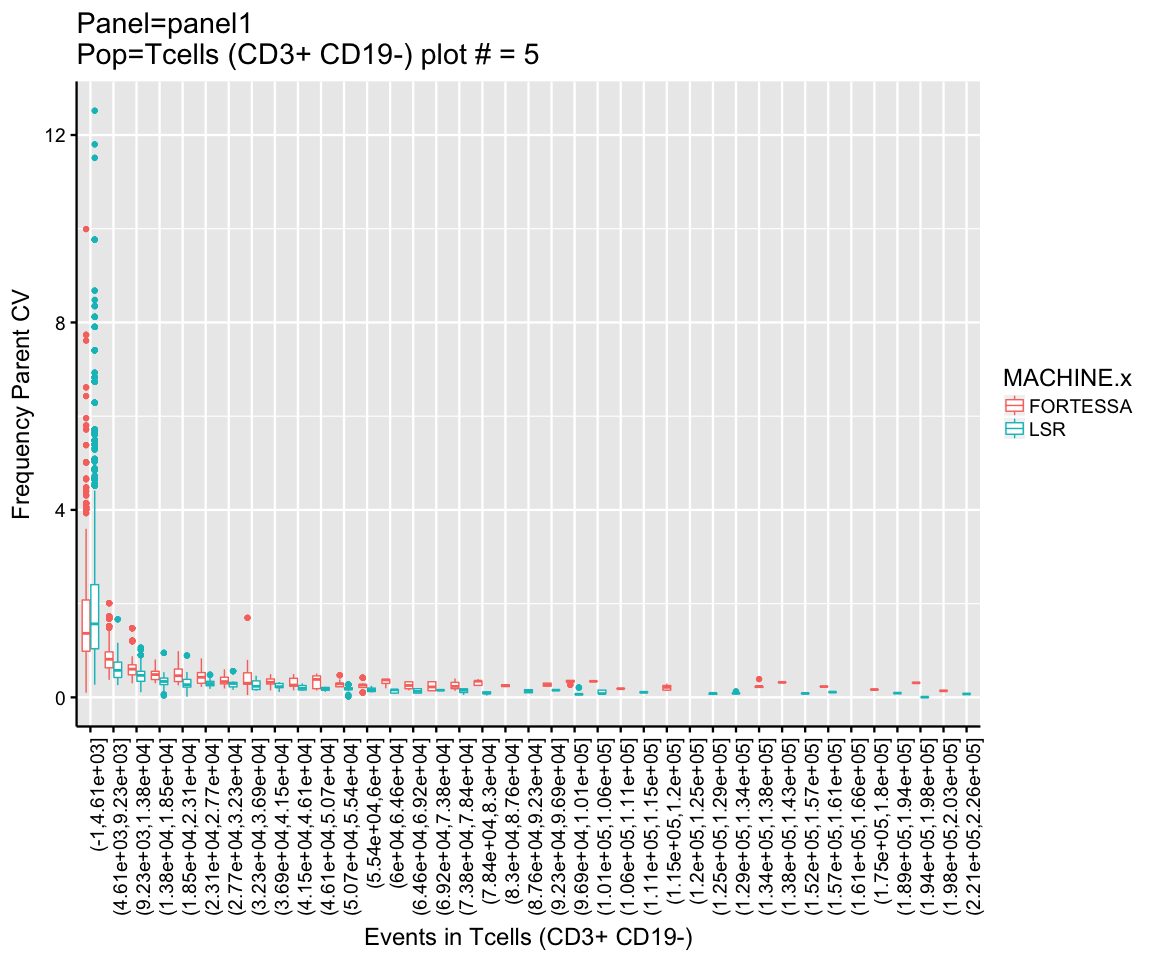 Panel=panel1
Pop=Tcells (CD3+ CD19-) plot # = 5
Frequency Parent CV
12
8
4
0
(-1,4.61e+03]
(4.61e+03,9.23e+03]
(9.23e+03,1.38e+04]
(1.38e+04,1.85e+04]
(1.85e+04,2.31e+04]
(2.31e+04,2.77e+04]
(2.77e+04,3.23e+04]
(3.23e+04,3.69e+04]
(3.69e+04,4.15e+04]
(4.15e+04,4.61e+04]
(4.61e+04,5.07e+04]
(5.07e+04,5.54e+04]
(5.54e+04,6e+04]
(6e+04,6.46e+04]
(6.46e+04,6.92e+04]
(6.92e+04,7.38e+04]
(7.38e+04,7.84e+04]
(7.84e+04,8.3e+04]
(8.3e+04,8.76e+04]
(8.76e+04,9.23e+04]
(9.23e+04,9.69e+04]
(9.69e+04,1.01e+05]
(1.01e+05,1.06e+05]
(1.06e+05,1.11e+05]
(1.11e+05,1.15e+05]
(1.15e+05,1.2e+05]
(1.2e+05,1.25e+05]
(1.25e+05,1.29e+05]
(1.29e+05,1.34e+05]
(1.34e+05,1.38e+05]
(1.38e+05,1.43e+05]
(1.52e+05,1.57e+05]
(1.57e+05,1.61e+05]
(1.61e+05,1.66e+05]
(1.75e+05,1.8e+05]
(1.89e+05,1.94e+05]
(1.94e+05,1.98e+05]
(1.98e+05,2.03e+05]
(2.21e+05,2.26e+05]
Events in Tcells (CD3+ CD19-)
MACHINE.x
FORTESSA
LSR